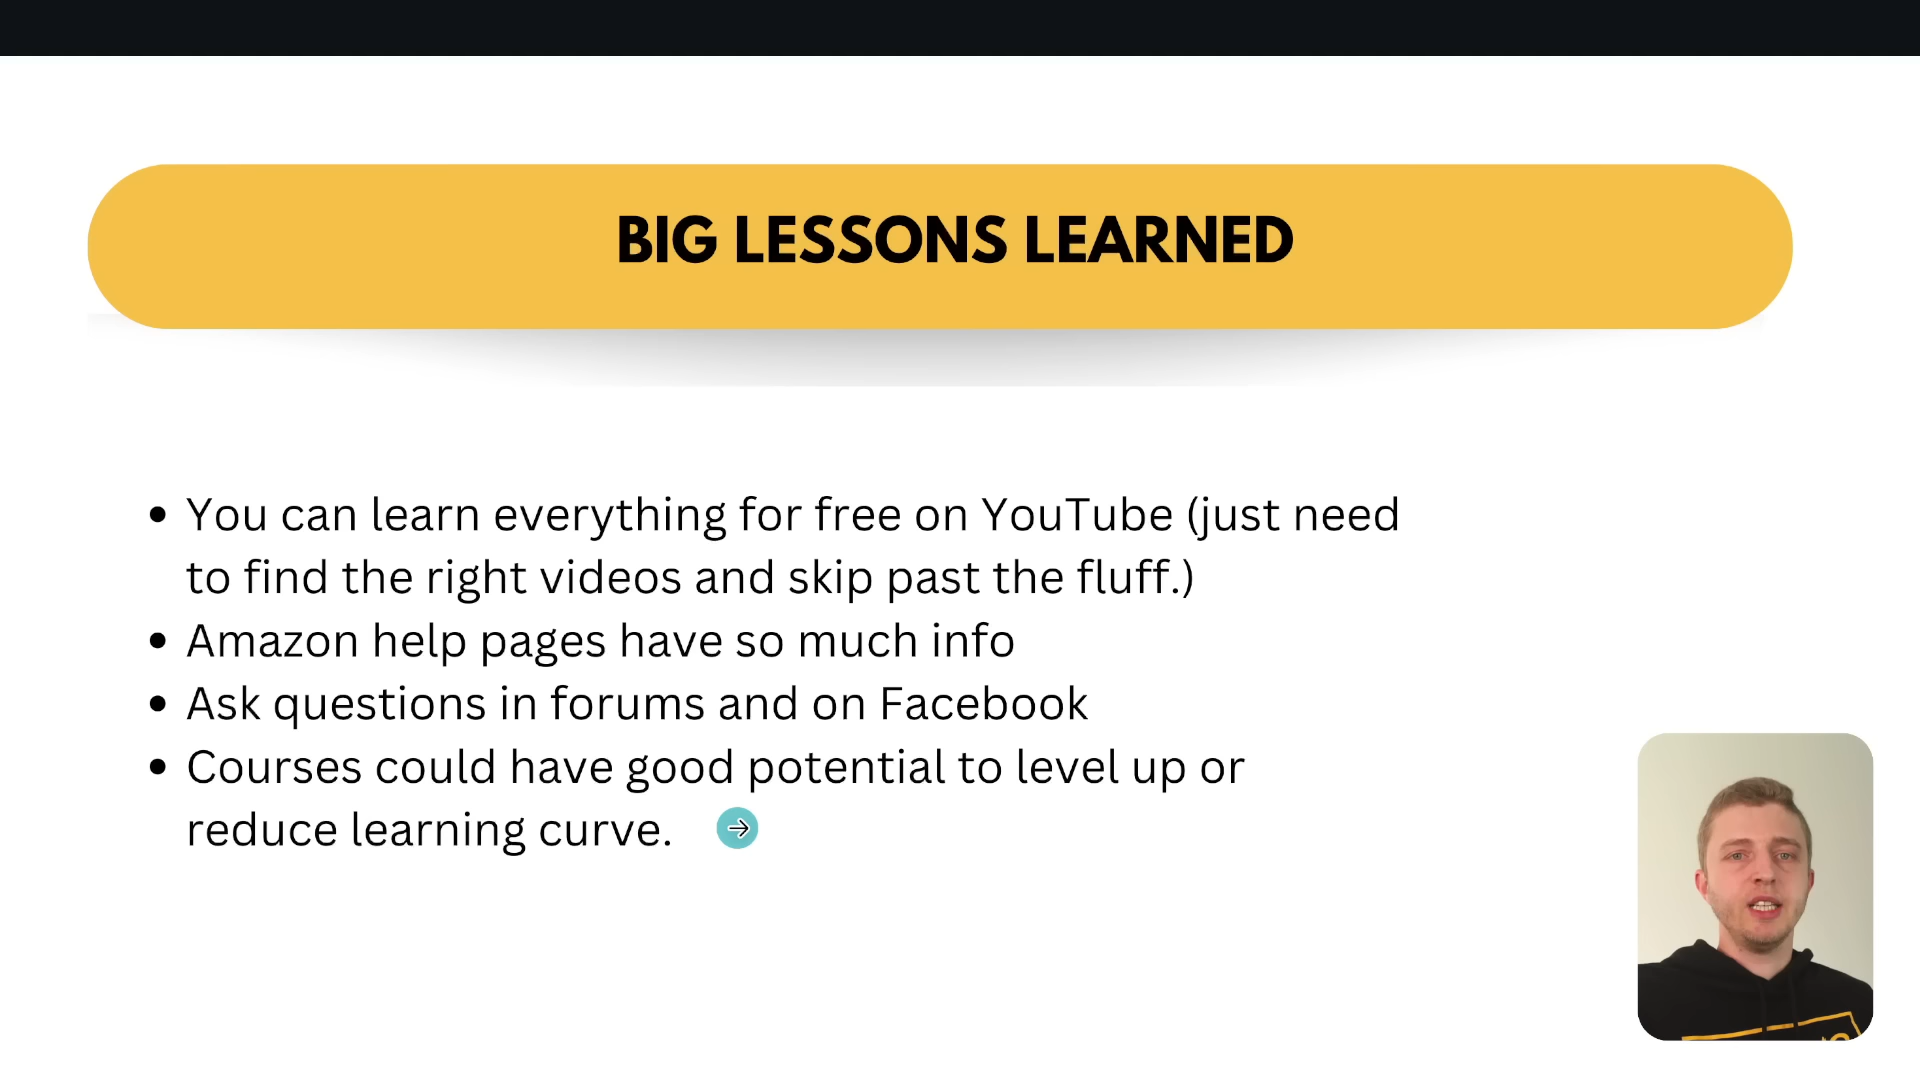 BIG LESSONS LEARNED
• You can learn everything for free on YouTube (just need
to find the right videos and skip past the fluff.)
• Amazon help pages have so much info
• Ask questions in forums and on Facebook
• Courses could have good potential to level up or
reduce learning curve.